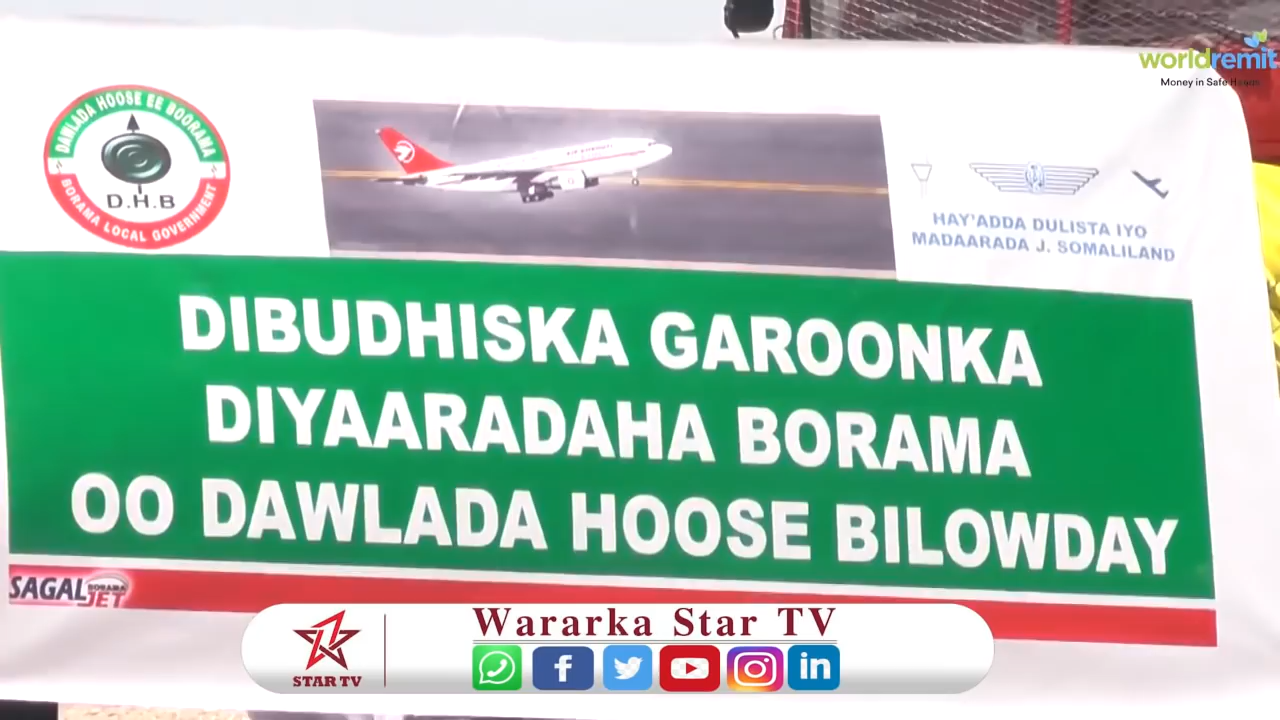 worldremit
Money in Safe
DAWLADA HOOSE EE BOORAMA
D.H.B
BORAMA LOCAL GOVERNMENT
HAY'ADDA DULISTA IYO
MADAARADA J. SOMALILAND
DIBUDHISKA GAROONKA
DIYAARADAHA BORAMA
OO DAWLADA HOOSE BILOWDAY
SAGAL
BORAMA
JET
Wararka Star TV
STAR TV